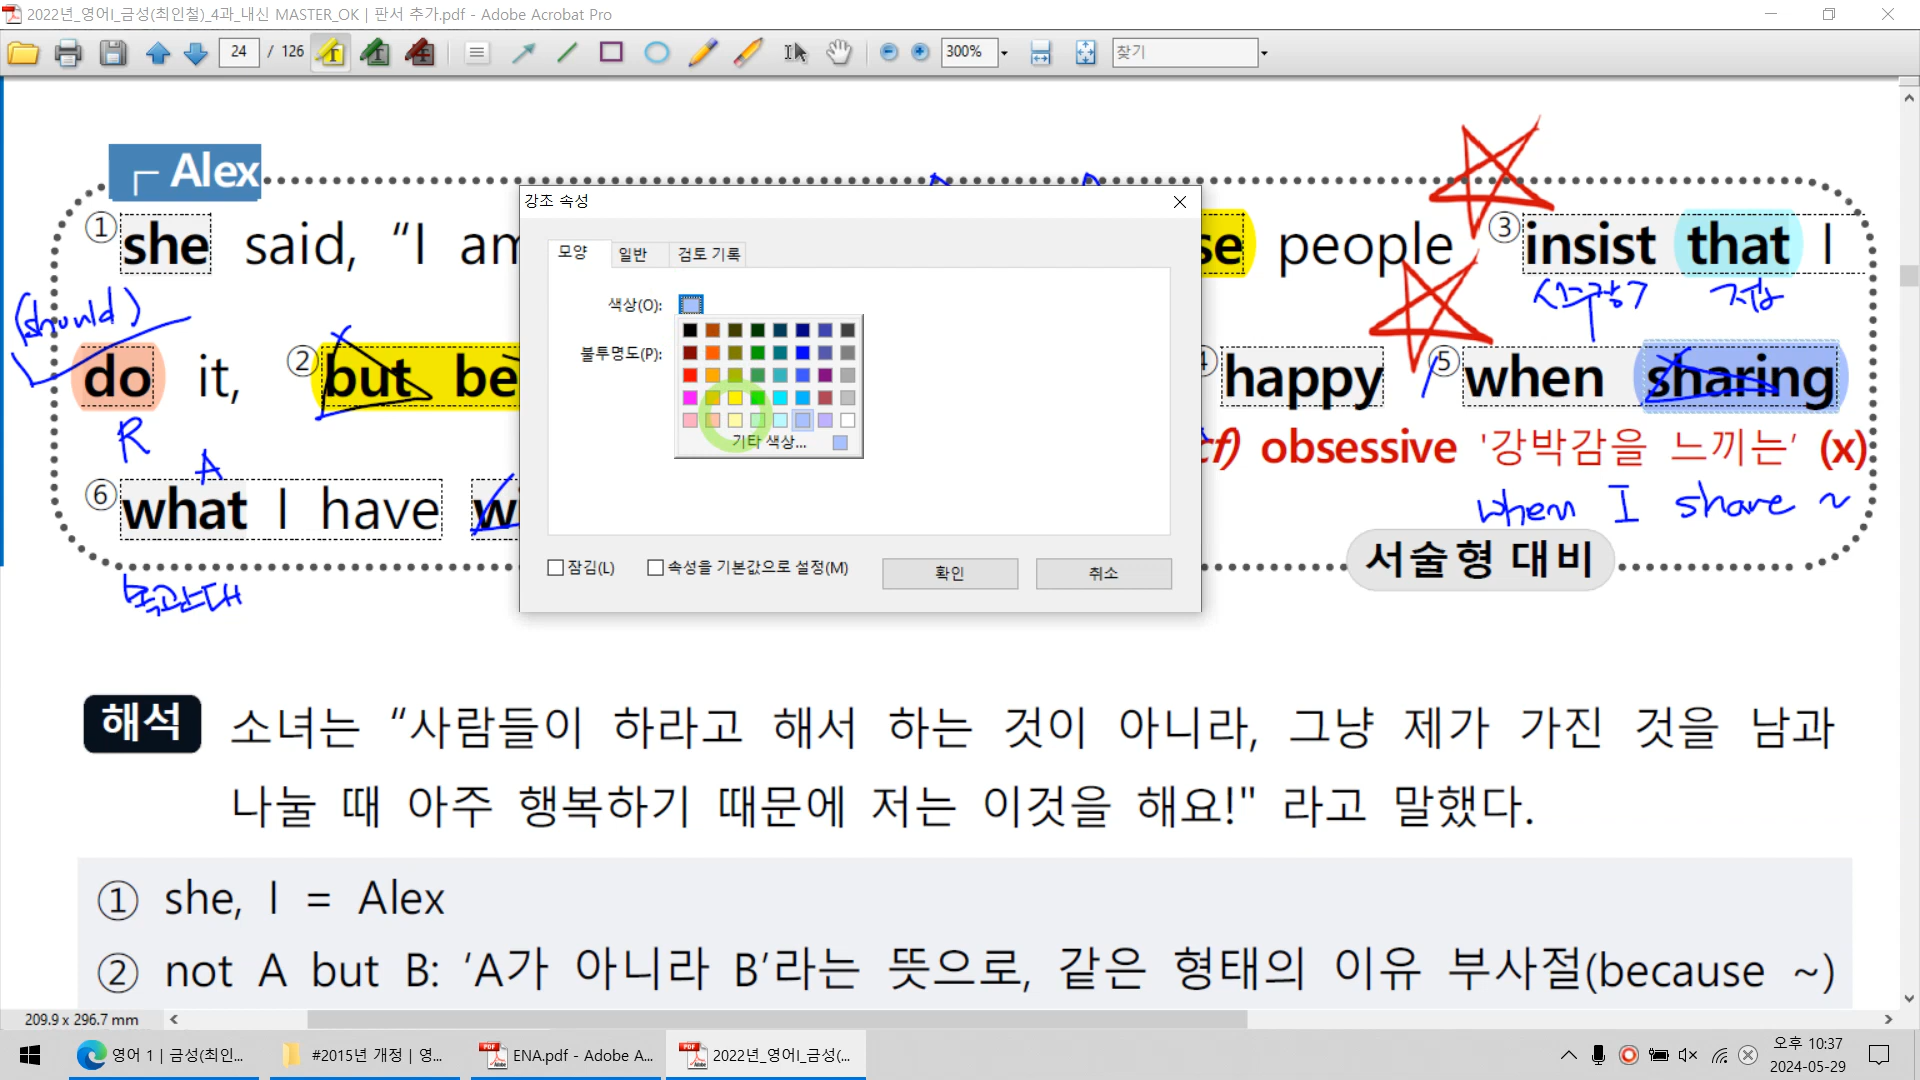 2022년_영어I_금성(최인철)_4과_내신 MASTER_OK | 판서 추가.pdf - Adobe Acrobat Pro
24 / 126
300%
찾기
┌ Alex
① she said, “I am
se people ③ insist that I
(should)
do it, ② but be
④ happy / ⑤ when sharing
R
cf) obsessive '강박감을 느끼는’ (x)
A
when I share ~
⑥ what I have wi
서술형 대비
강조 속성
모양
일반
검토 기록
색상(O):
불투명도(P):
기타 색상...
잠김(L)
속성을 기본값으로 설정(M)
확인
취소
해석 소녀는 “사람들이 하라고 해서 하는 것이 아니라, 그냥 제가 가진 것을 남과
나눌 때 아주 행복하기 때문에 저는 이것을 해요!" 라고 말했다.
① she, I = Alex
② not A but B: ‘A가 아니라 B’라는 뜻으로, 같은 형태의 이유 부사절(because ~)
209.9 x 296.7 mm
영어 1 | 금성(최인...
#2015년 개정 | 영...
ENA.pdf - Adobe A...
2022년_영어I_금성(...
오후 10:37
2024-05-29